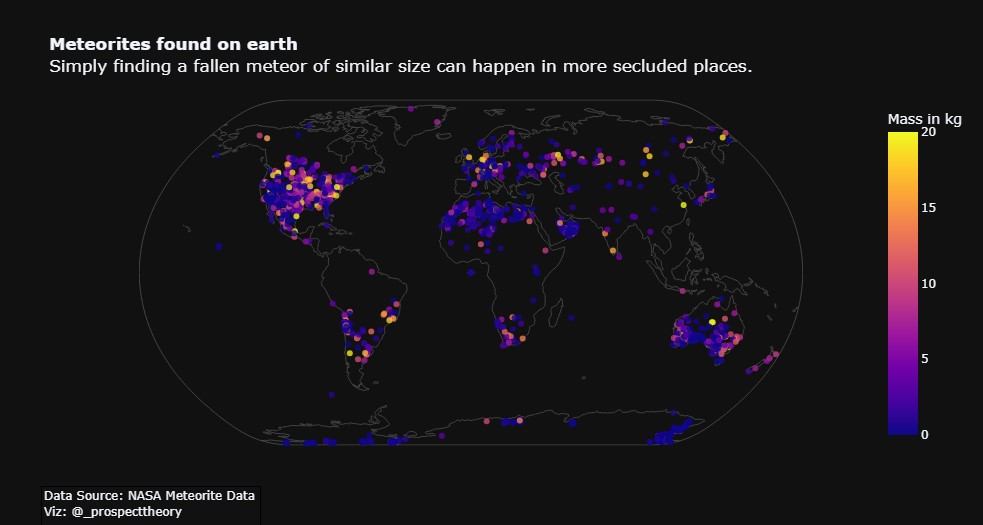 Meteorites found on earth
Simply finding a fallen meteor of similar size can happen in more secluded places.
Mass in kg
20
15
10
5
0
Data Source: NASA Meteorite Data
Viz: @_prospecttheory